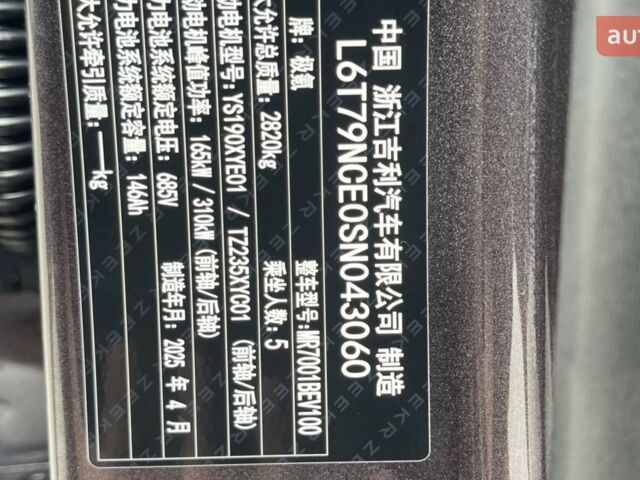 中国 浙江吉利汽车有限公司 制造
L6T79NCE0SN043060
牌: 极氪 整车型号: MR7001BEV100
大允许总质量: 2820kg 乘坐人数: 5
动电机型号: YS190XYE01 / TZ235XYC01 (前轴/后轴)
动电机峰值功率: 165kW / 310kW (前轴/后轴)
力电池系统额定电压: 685V 制造年月: 2025 年 4 月
力电池系统额定容量: 146Ah
大允许牵引质量: —kg
aut